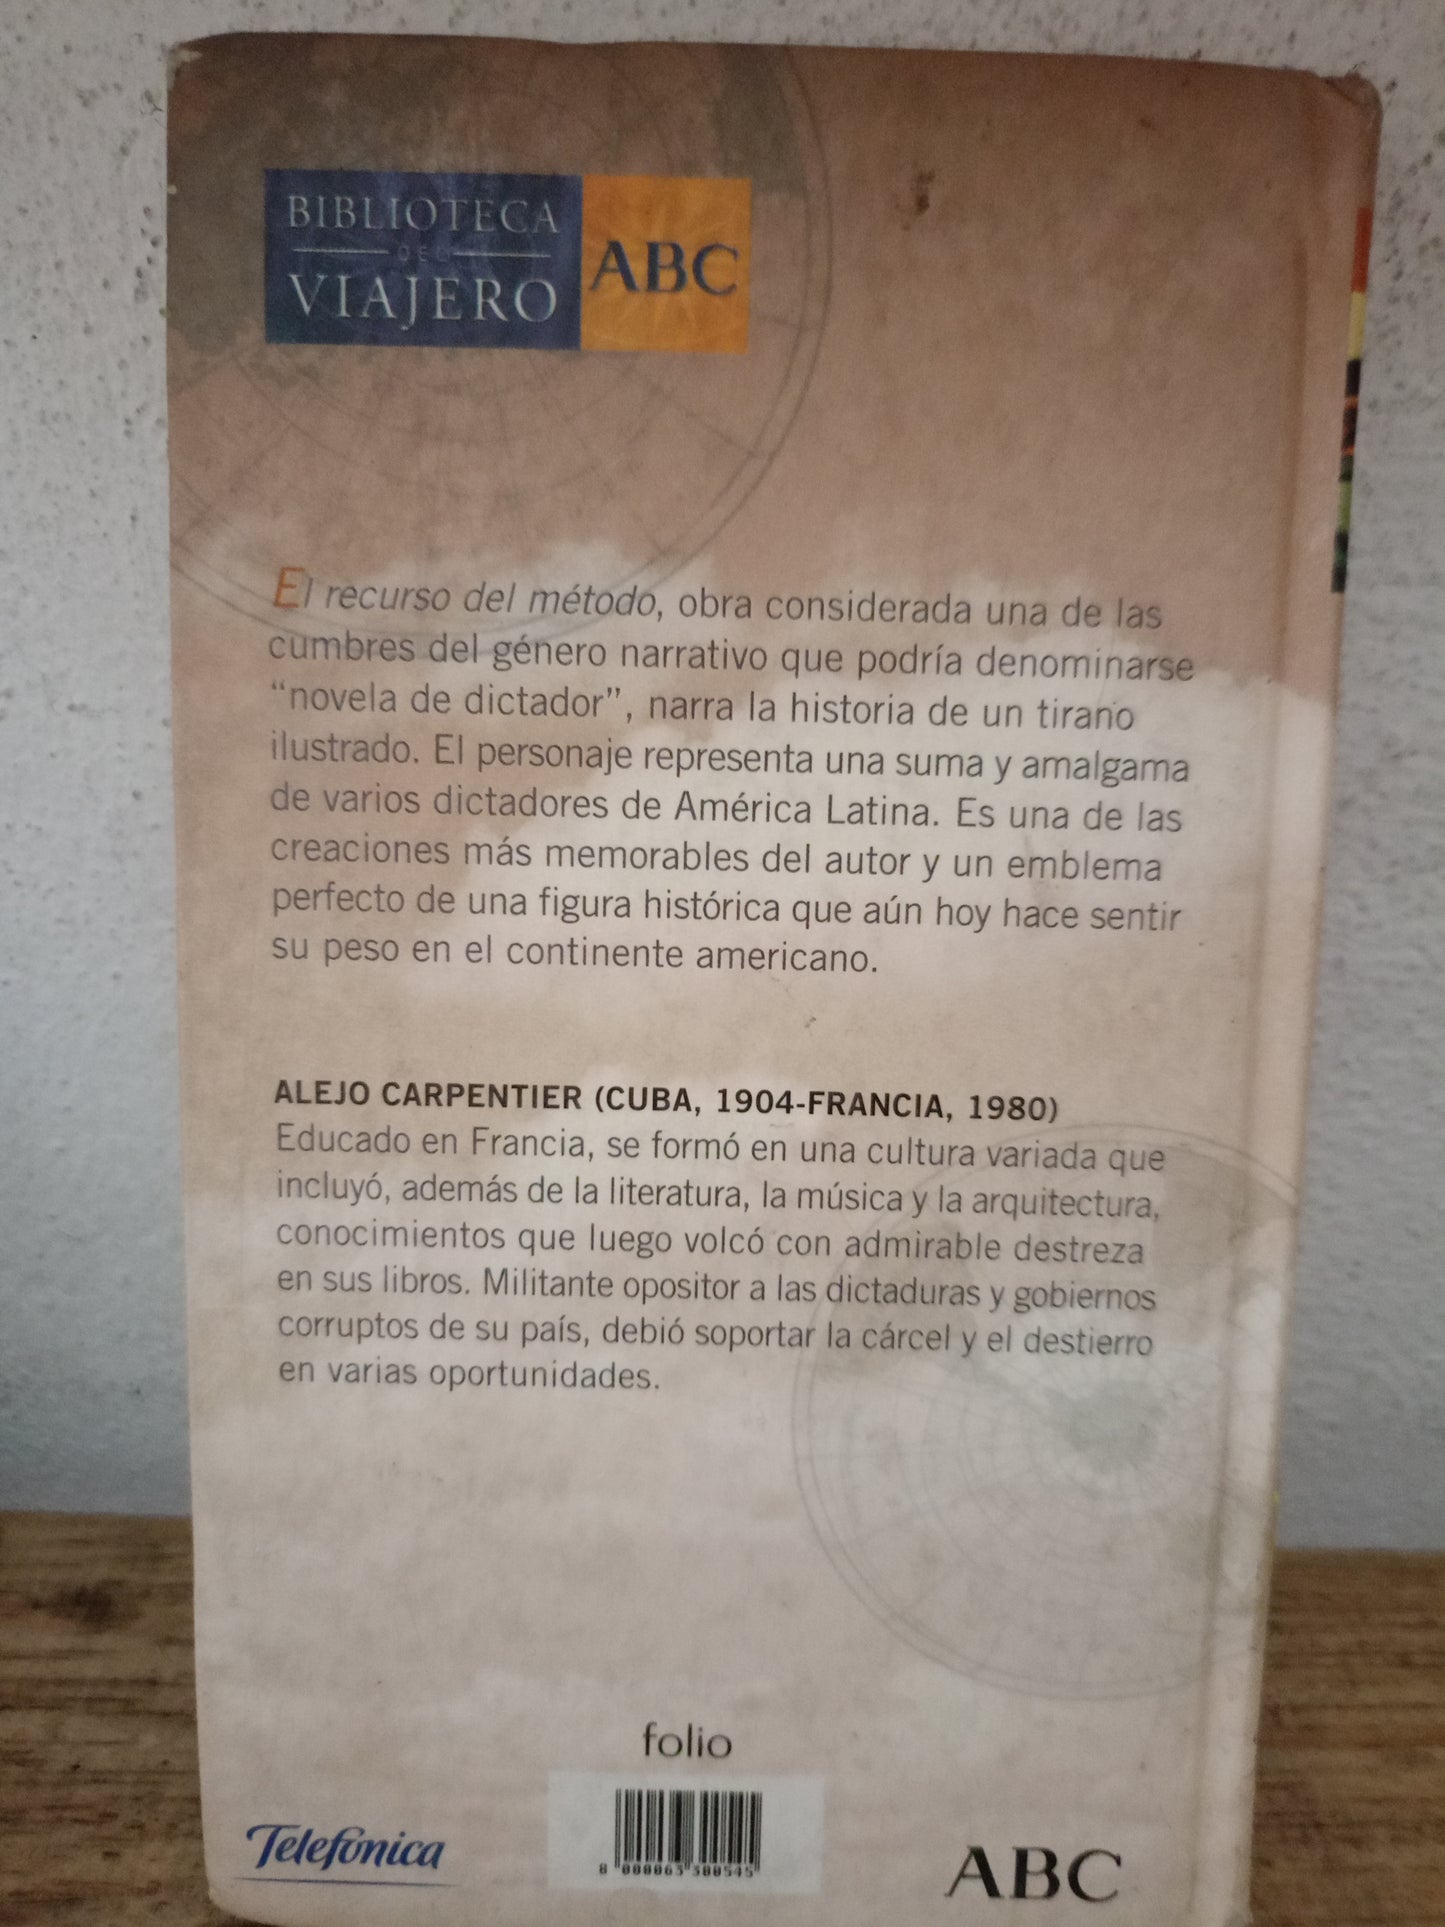 BIBLIOTECA
DEL
VIAJERO
ABC
El recurso del método, obra considerada una de las
cumbres del género narrativo que podría denominarse
“novela de dictador”, narra la historia de un tirano
ilustrado. El personaje representa una suma y amalgama
de varios dictadores de América Latina. Es una de las
creaciones más memorables del autor y un emblema
perfecto de una figura histórica que aún hoy hace sentir
su peso en el continente americano.
ALEJO CARPENTIER (CUBA, 1904-FRANCIA, 1980)
Educado en Francia, se formó en una cultura variada que
incluyó, además de la literatura, la música y la arquitectura,
conocimientos que luego volcó con admirable destreza
en sus libros. Militante opositor a las dictaduras y gobiernos
corruptos de su país, debió soportar la cárcel y el destierro
en varias oportunidades.
folio
8 000063 300545
Telefónica
ABC